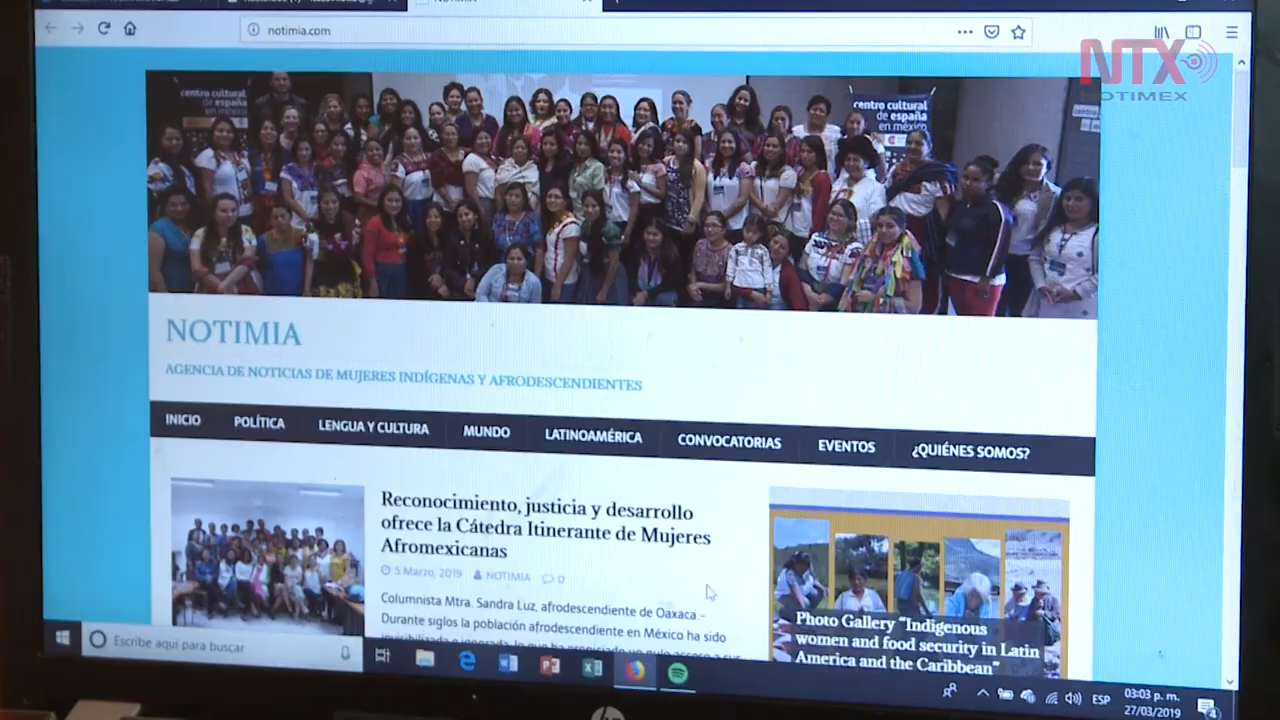 NOTIMIA
notimia.com
NTX
NOTIMEX
centro cultural
de españa
en méxico
centro cultural
de españa
en méxico
NOTIMIA
AGENCIA DE NOTICIAS DE MUJERES INDÍGENAS Y AFRODESCENDIENTES
INICIO POLÍTICA LENGUA Y CULTURA MUNDO LATINOAMÉRICA CONVOCATORIAS EVENTOS ¿QUIÉNES SOMOS?
Reconocimiento, justicia y desarrollo
ofrece la Cátedra Itinerante de Mujeres
Afromexicanas
5 Marzo, 2019 NOTIMIA 0
Columnista Mtra. Sandra Luz, afrodescendiente de Oaxaca.-
Durante siglos la población afrodescendiente en México ha sido
Photo Gallery "Indigenous
women and food security in Latin
America and the Caribbean"
Escribe aquí para buscar
ESP
03:03 p. m.
27/03/2019
hp